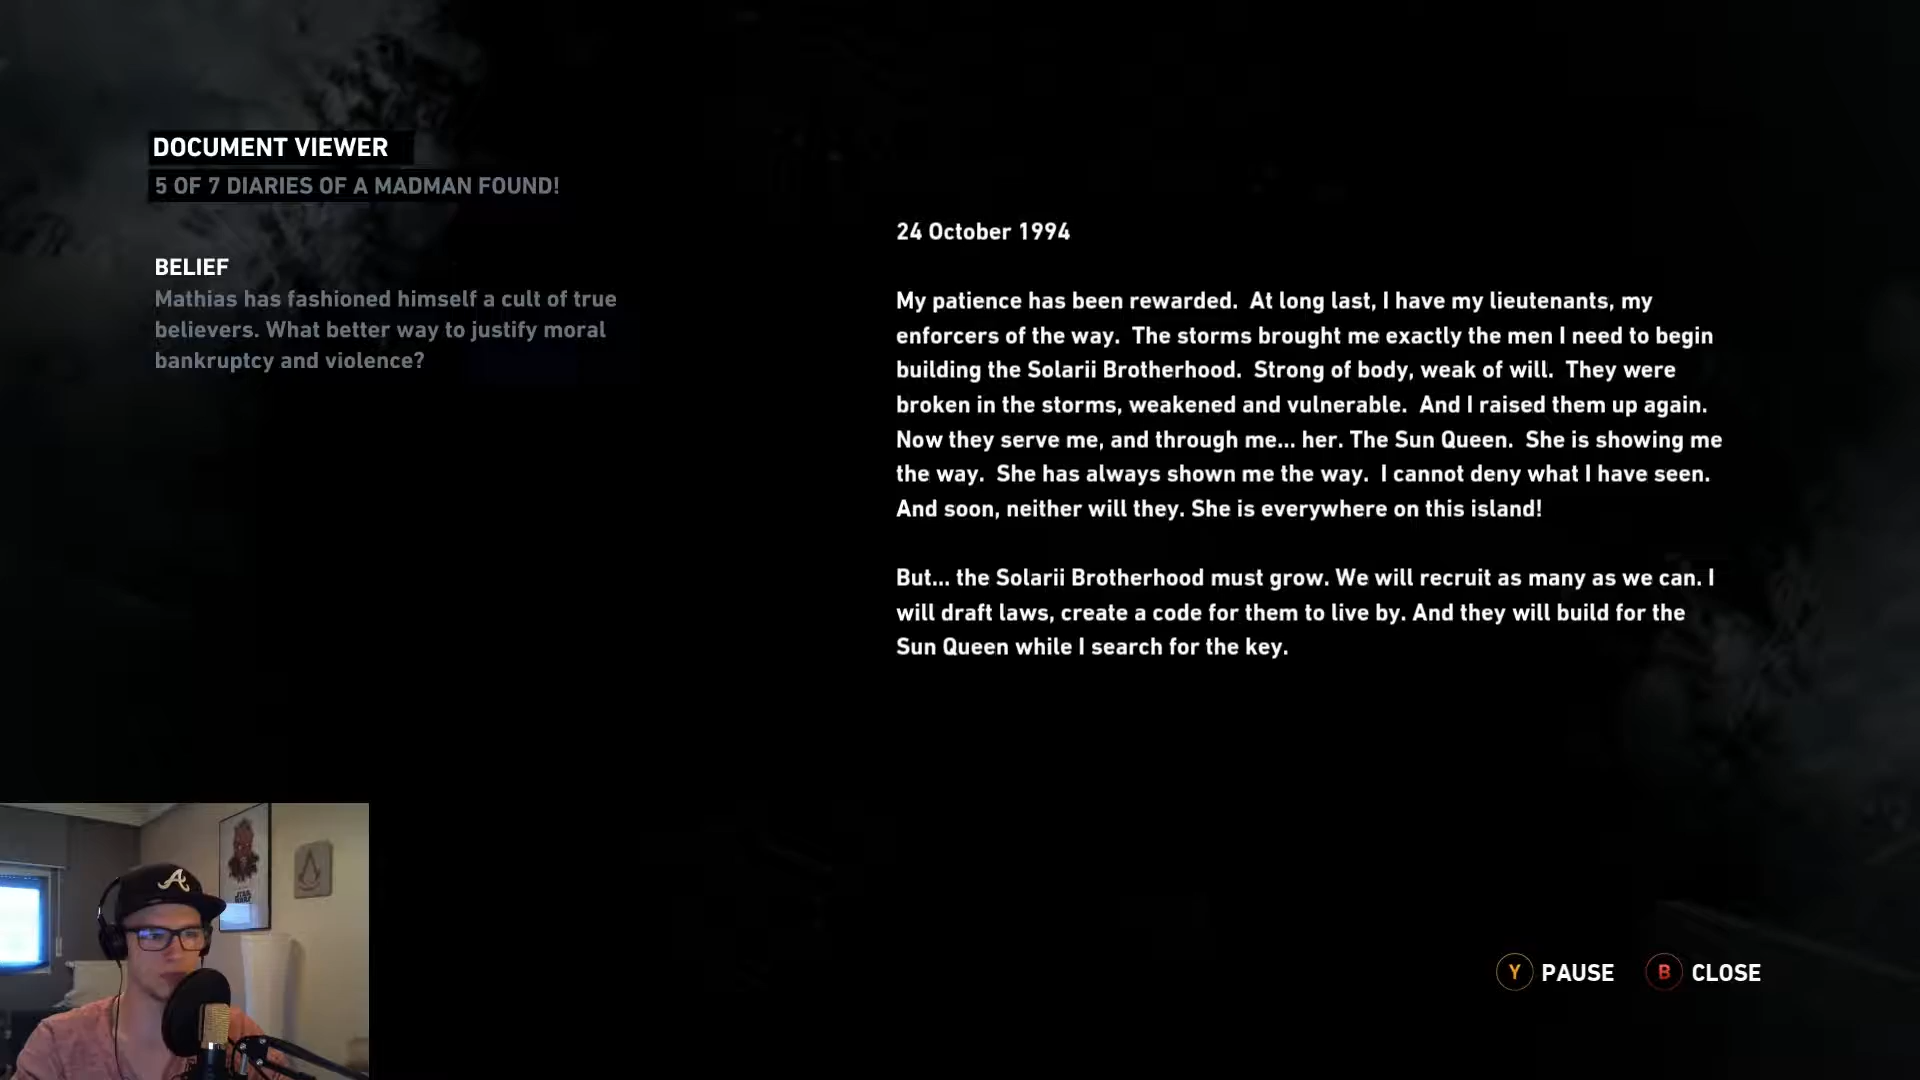 DOCUMENT VIEWER
5 OF 7 DIARIES OF A MADMAN FOUND!
BELIEF
Mathias has fashioned himself a cult of true
believers. What better way to justify moral
bankruptcy and violence?
24 October 1994
My patience has been rewarded.  At long last, I have my lieutenants, my
enforcers of the way.  The storms brought me exactly the men I need to begin
building the Solarii Brotherhood.  Strong of body, weak of will.  They were
broken in the storms, weakened and vulnerable.  And I raised them up again.
Now they serve me, and through me... her. The Sun Queen.  She is showing me
the way.  She has always shown me the way.  I cannot deny what I have seen.
And soon, neither will they. She is everywhere on this island!
But... the Solarii Brotherhood must grow. We will recruit as many as we can. I
will draft laws, create a code for them to live by. And they will build for the
Sun Queen while I search for the key.
STAR
WARS
A
Y PAUSE B CLOSE